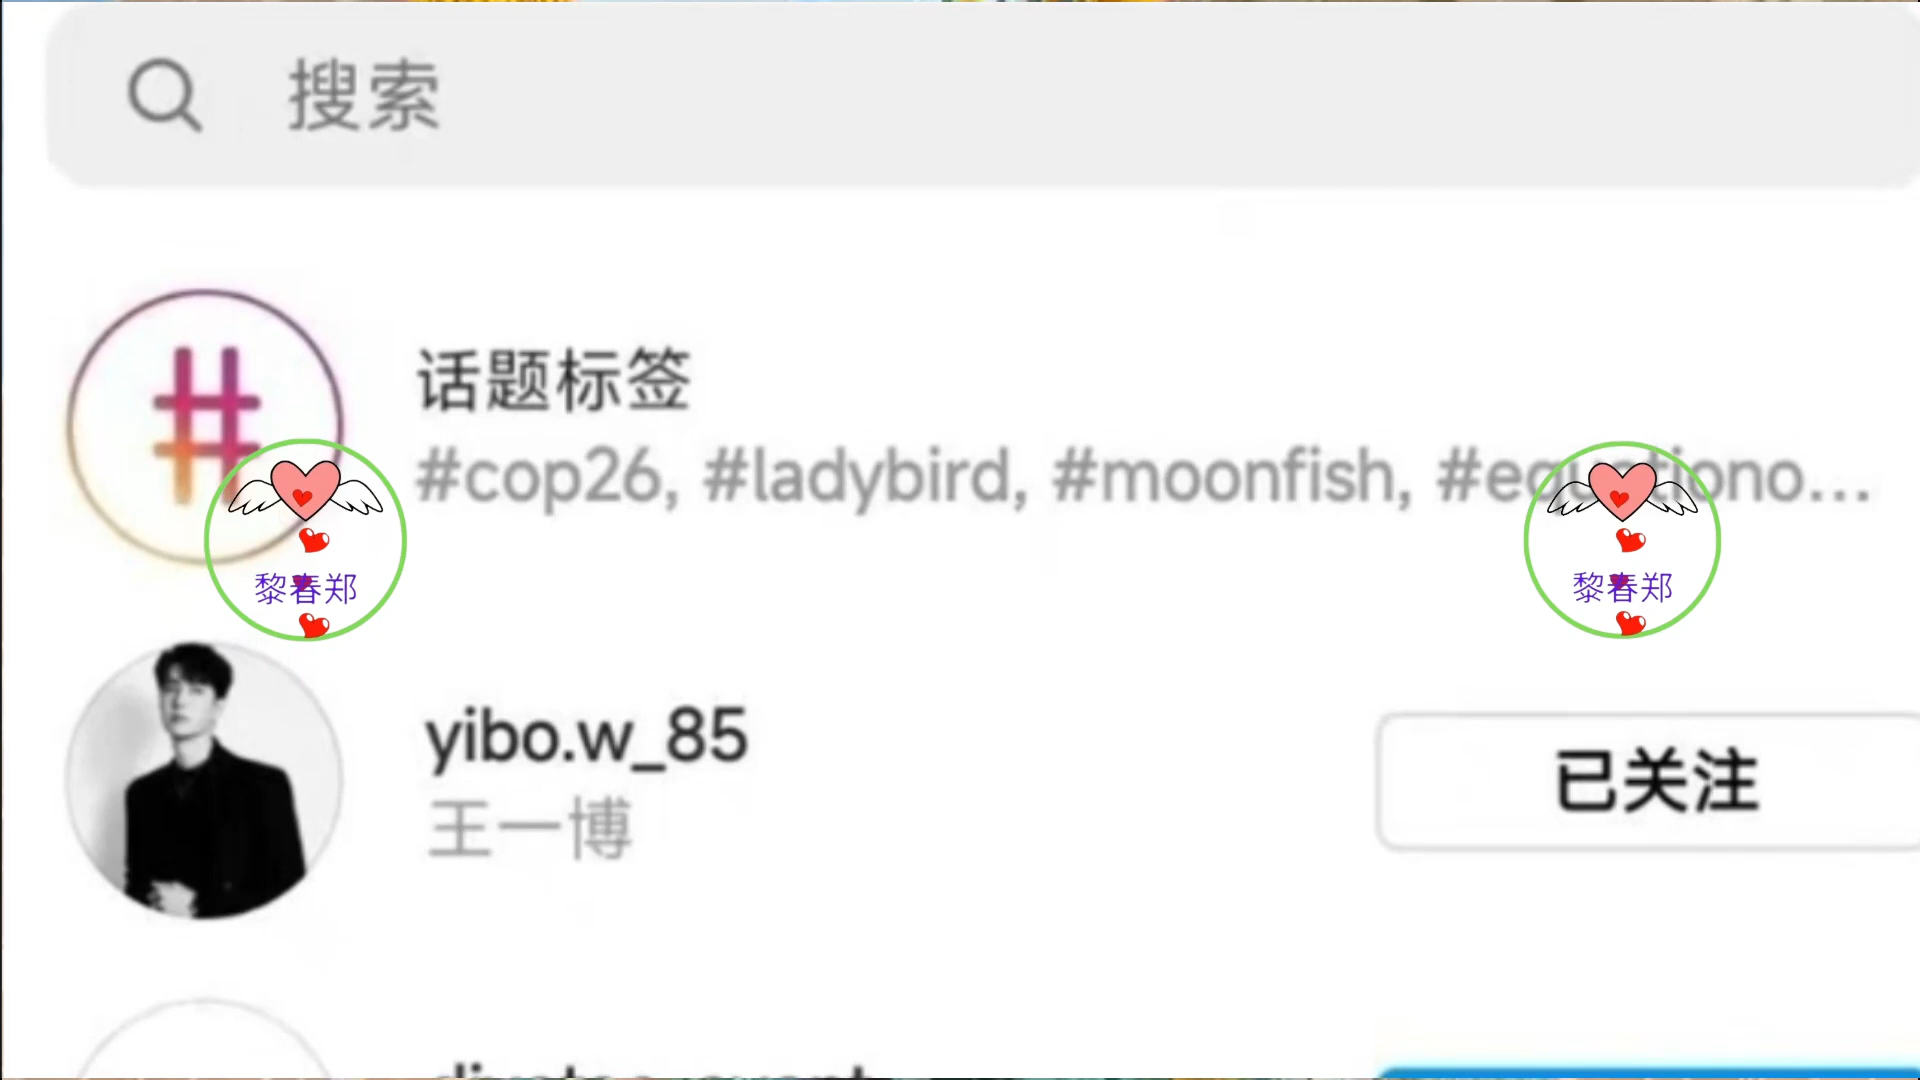 搜索
话题标签
#cop26, #ladybird, #moonfish, #equationo...
黎春郑
黎春郑
yibo.w_85
王一博
已关注